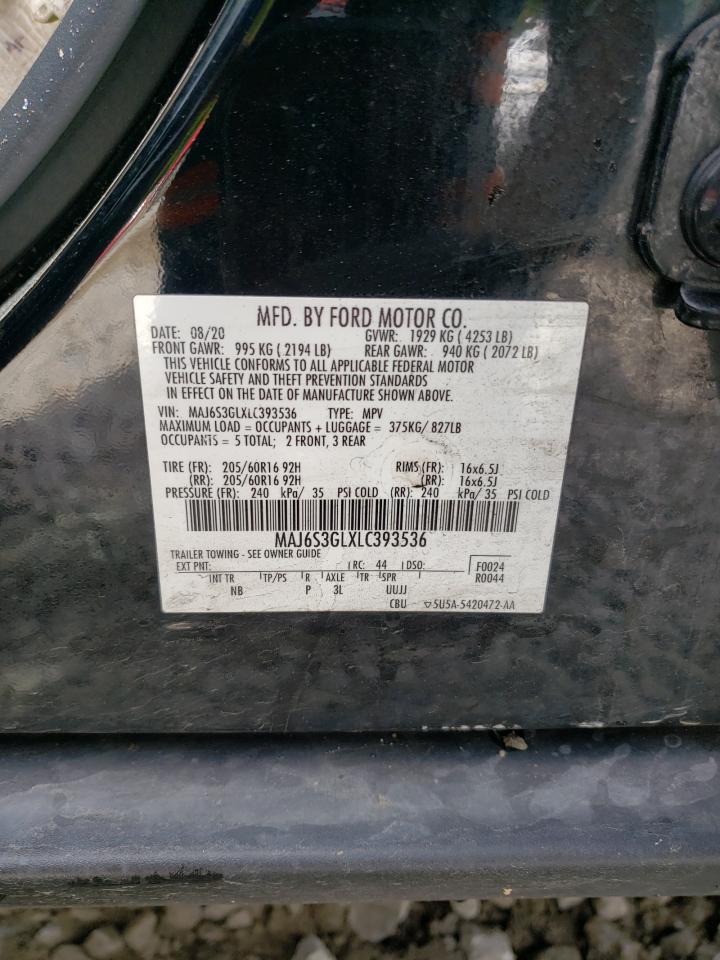 MFD. BY FORD MOTOR CO.
DATE: 08/20 GVWR: 1929 KG ( 4253 LB)
FRONT GAWR: 995 KG ( 2194 LB) REAR GAWR: 940 KG ( 2072 LB)
THIS VEHICLE CONFORMS TO ALL APPLICABLE FEDERAL MOTOR
VEHICLE SAFETY AND THEFT PREVENTION STANDARDS
IN EFFECT ON THE DATE OF MANUFACTURE SHOWN ABOVE.
VIN: MAJ6S3GLXLC393536 TYPE: MPV
MAXIMUM LOAD = OCCUPANTS + LUGGAGE = 375KG/ 827LB
OCCUPANTS = 5 TOTAL; 2 FRONT, 3 REAR
TIRE (FR): 205/60R16 92H RIMS (FR): 16x6.5J
(RR): 205/60R16 92H (RR): 16x6.5J
PRESSURE (FR): 240 kPa/ 35 PSI COLD (RR): 240 kPa/ 35 PSI COLD
MAJ6S3GLXLC393536
TRAILER TOWING - SEE OWNER GUIDE
EXT PNT: RC: 44 DSO: F0024
INT TR TP/PS R AXLE TR SPR R0044
NB P 3L UUJJ
CBU 5U5A-5420472-AA